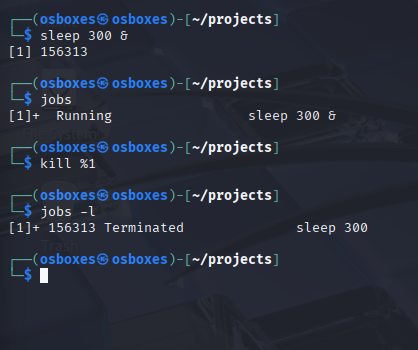 ┌──(osboxes㉿osboxes)-[~/projects]
└─$ sleep 300 &
[1] 156313
┌──(osboxes㉿osboxes)-[~/projects]
└─$ jobs
[1]+  Running                 sleep 300 &
┌──(osboxes㉿osboxes)-[~/projects]
└─$ kill %1
┌──(osboxes㉿osboxes)-[~/projects]
└─$ jobs -l
[1]+ 156313 Terminated              sleep 300
Trash
┌──(osboxes㉿osboxes)-[~/projects]
└─$